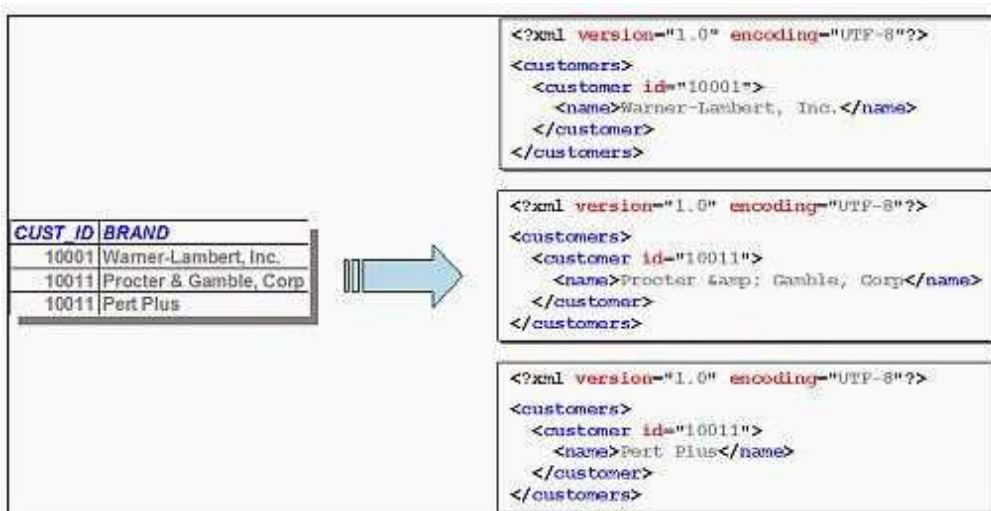 CUST_ID BRAND
10001 Warner-Lambert, Inc.
10011 Procter & Gamble, Corp
10011 Pert Plus
<?xml version="1.0" encoding="UTF-8"?>
<customers>
<customer id="10001">
<name>Warner-Lambert, Inc.</name>
</customer>
</customers>
<?xml version="1.0" encoding="UTF-8"?>
<customers>
<customer id="10011">
<name>Procter &amp; Gamble, Corp</name>
</customer>
</customers>
<?xml version="1.0" encoding="UTF-8"?>
<customers>
<customer id="10011">
<name>Pert Plus</name>
</customer>
</customers>